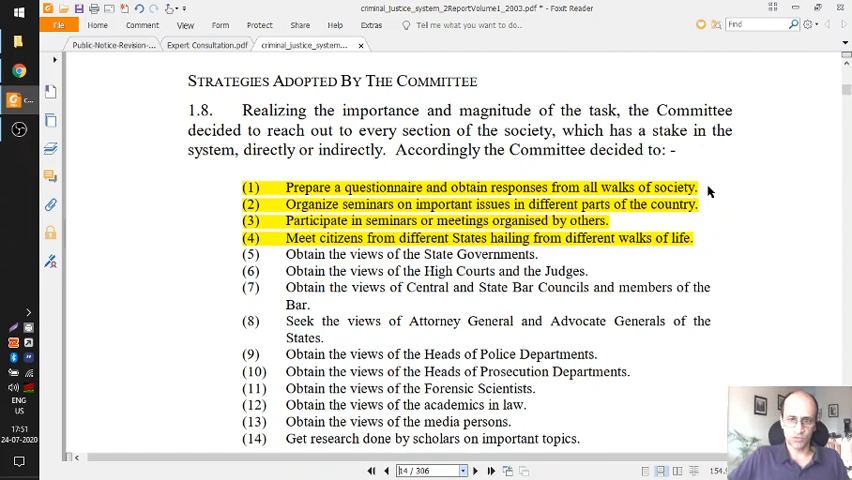 criminal_justice_system_2ReportVolume1_2003.pdf * - Foxit Reader
File Home Comment View Form Protect Share Extras Help Tell me what you want to do...
Find
Public-Notice-Revision-... Expert Consultation.pdf criminal_justice_system...
STRATEGIES ADOPTED BY THE COMMITTEE
1.8. Realizing the importance and magnitude of the task, the Committee
decided to reach out to every section of the society, which has a stake in the
system, directly or indirectly. Accordingly the Committee decided to: -
(1) Prepare a questionnaire and obtain responses from all walks of society.
(2) Organize seminars on important issues in different parts of the country.
(3) Participate in seminars or meetings organised by others.
(4) Meet citizens from different States hailing from different walks of life.
(5) Obtain the views of the State Governments.
(6) Obtain the views of the High Courts and the Judges.
(7) Obtain the views of Central and State Bar Councils and members of the
Bar.
(8) Seek the views of Attorney General and Advocate Generals of the
States.
(9) Obtain the views of the Heads of Police Departments.
(10) Obtain the views of the Heads of Prosecution Departments.
(11) Obtain the views of the Forensic Scientists.
(12) Obtain the views of the academics in law.
(13) Obtain the views of the media persons.
(14) Get research done by scholars on important topics.
C...
ENG
US
17:51
24-07-2020
14 / 306
154.9